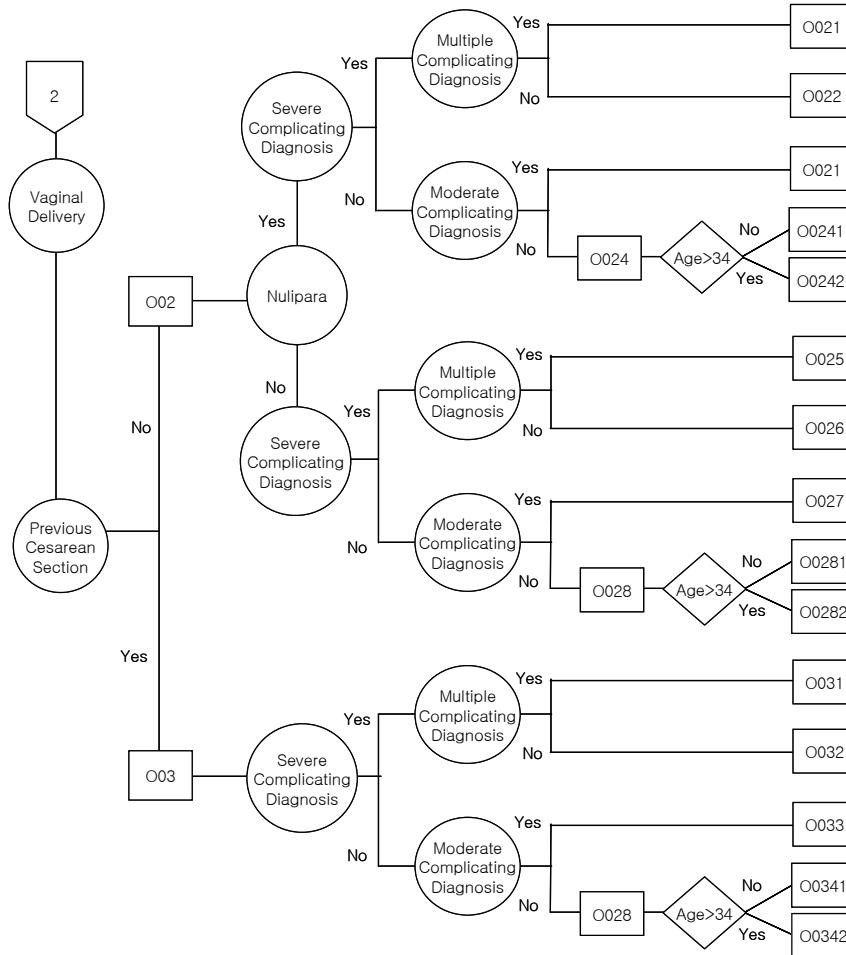 2
Vaginal
Delivery
Previous
Cesarean
Section
No
Yes
O02
O03
Nulipara
Yes
No
Severe
Complicating
Diagnosis
Yes
No
Multiple
Complicating
Diagnosis
Yes
No
O021
O022
Moderate
Complicating
Diagnosis
Yes
No
O021
O024
Age>34
No
Yes
O0241
O0242
Severe
Complicating
Diagnosis
Yes
No
Multiple
Complicating
Diagnosis
Yes
No
O025
O026
Moderate
Complicating
Diagnosis
Yes
No
O027
O028
Age>34
No
Yes
O0281
O0282
Severe
Complicating
Diagnosis
Yes
No
Multiple
Complicating
Diagnosis
Yes
No
O031
O032
Moderate
Complicating
Diagnosis
Yes
No
O033
O028
Age>34
No
Yes
O0341
O0342